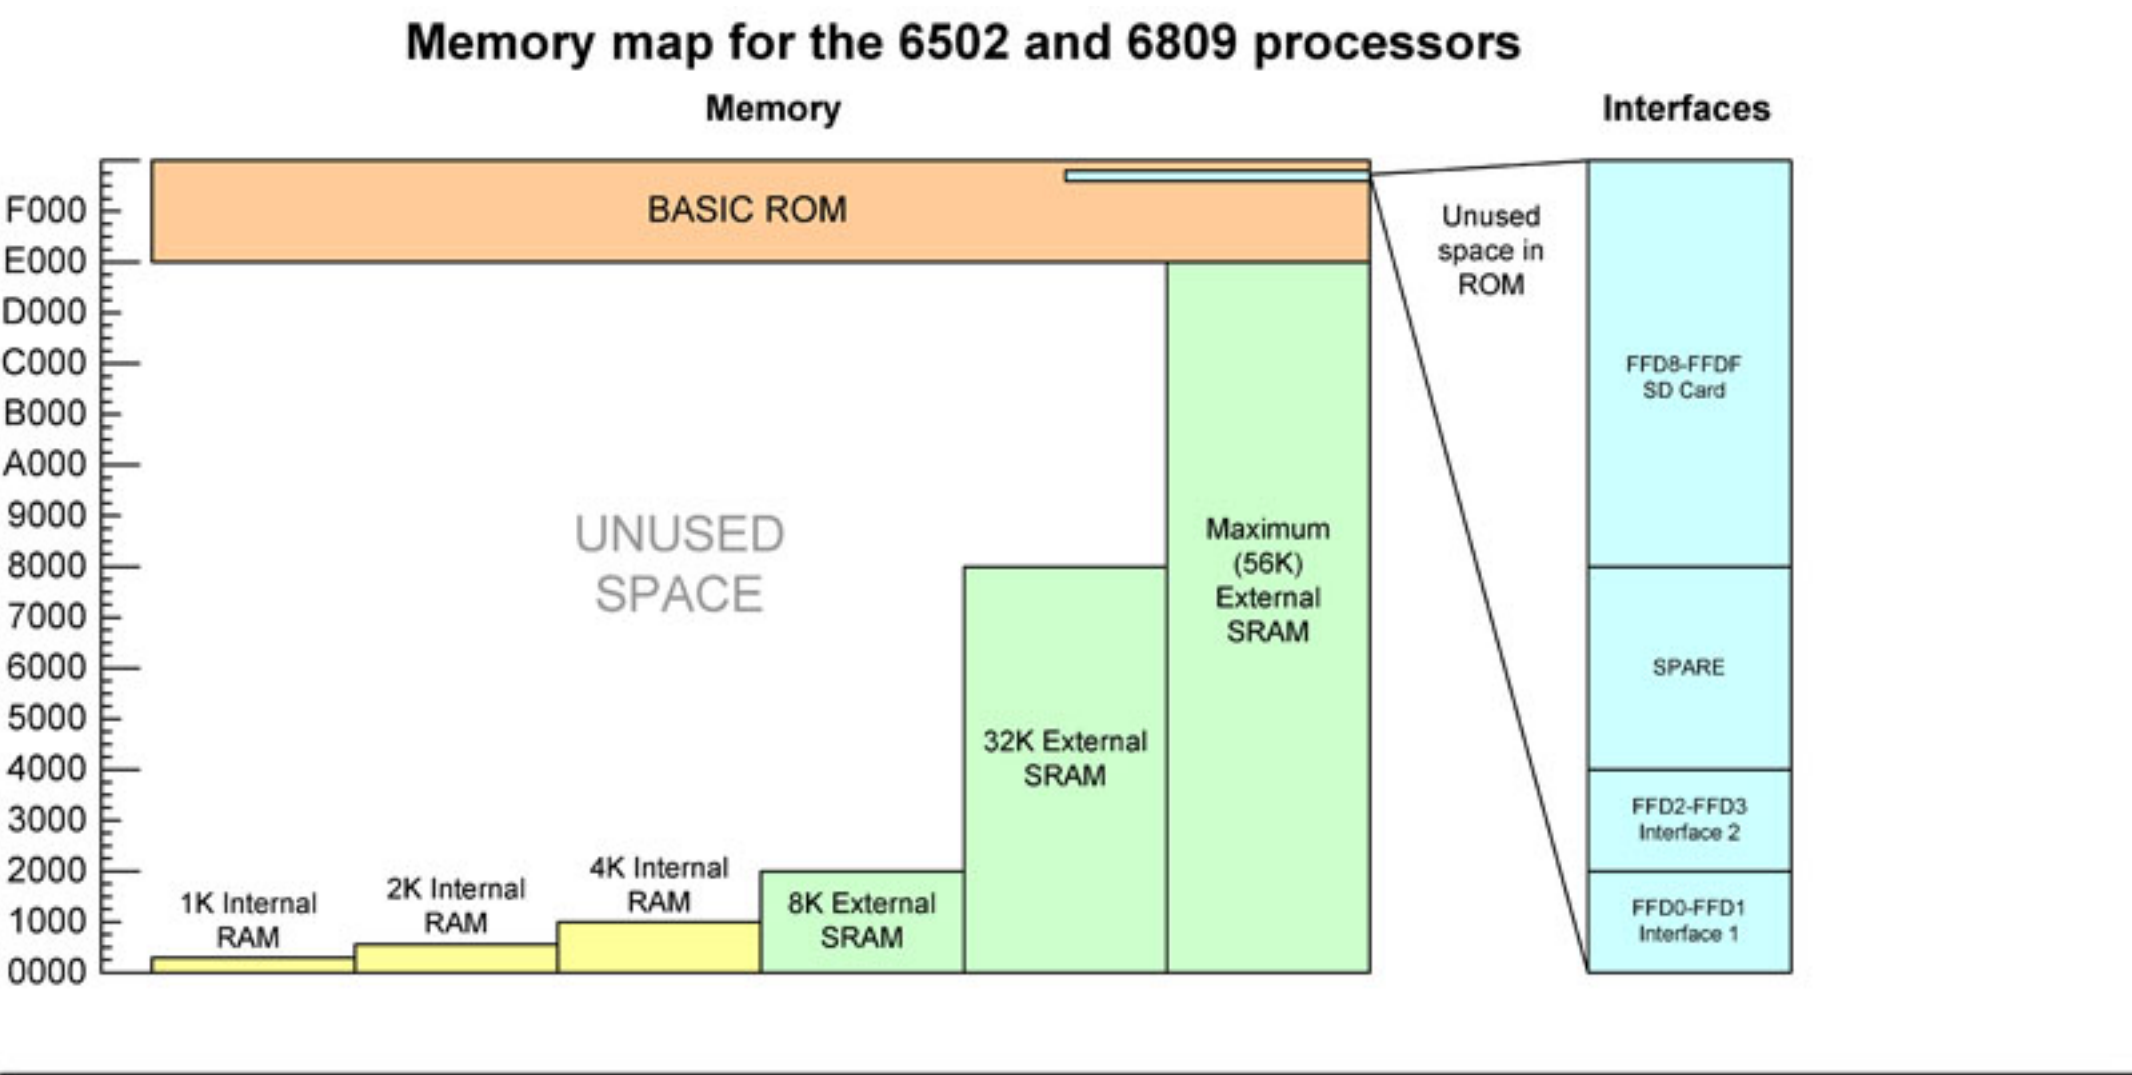 Memory map for the 6502 and 6809 processors
Memory
Interfaces
F000
E000
D000
C000
B000
A000
9000
8000
7000
6000
5000
4000
3000
2000
1000
0000
BASIC ROM
UNUSED
SPACE
1K Internal
RAM
2K Internal
RAM
4K Internal
RAM
8K External
SRAM
32K External
SRAM
Maximum
(56K)
External
SRAM
Unused
space in
ROM
FFD8-FFDF
SD Card
SPARE
FFD2-FFD3
Interface 2
FFD0-FFD1
Interface 1